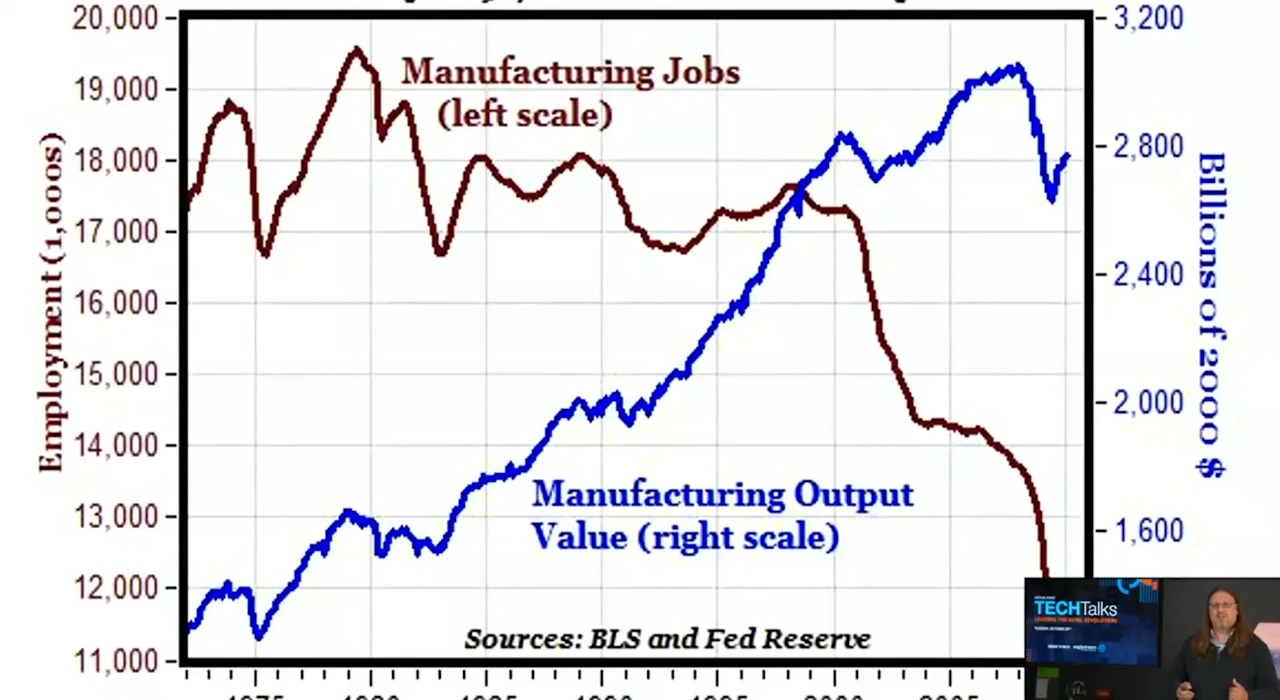 20,000
19,000
18,000
17,000
16,000
15,000
14,000
13,000
12,000
11,000
Employment (1,000s)
Manufacturing Jobs
(left scale)
Manufacturing Output
Value (right scale)
Sources: BLS and Fed Reserve
3,200
2,800
2,400
2,000
1,600
Billions of 2000 $
TECHTalks